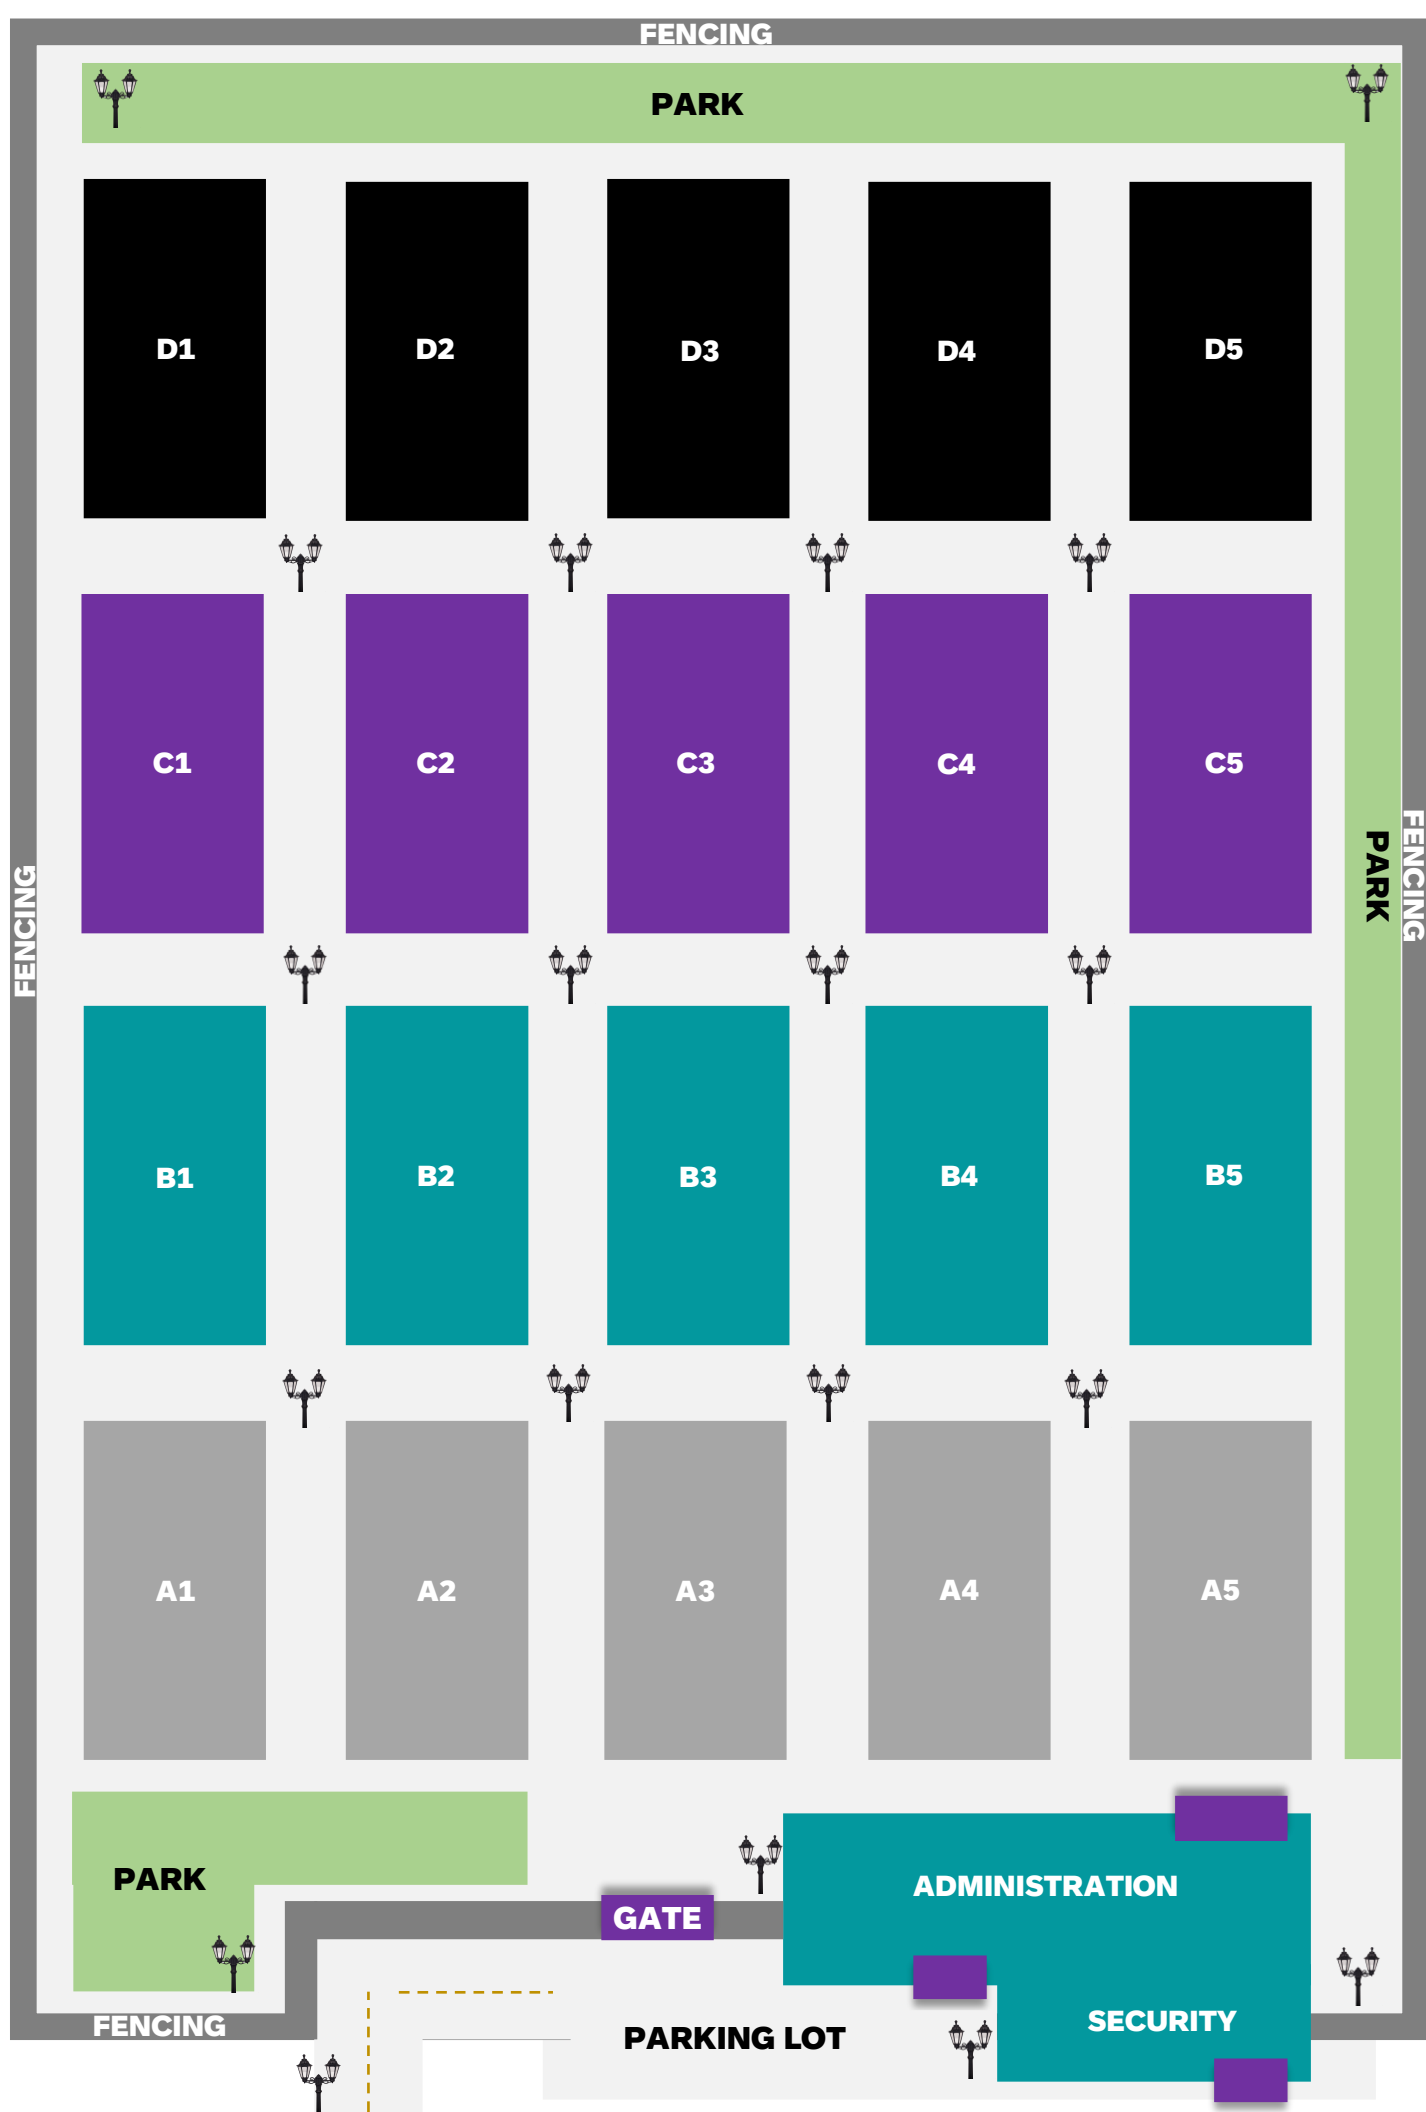 FENCING
PARK
D1
D2
D3
D4
D5
C1
C2
C3
C4
C5
PARK
FENCING
FENCING
B1
B2
B3
B4
B5
A1
A2
A3
A4
A5
PARK
ADMINISTRATION
GATE
SECURITY
FENCING
PARKING LOT